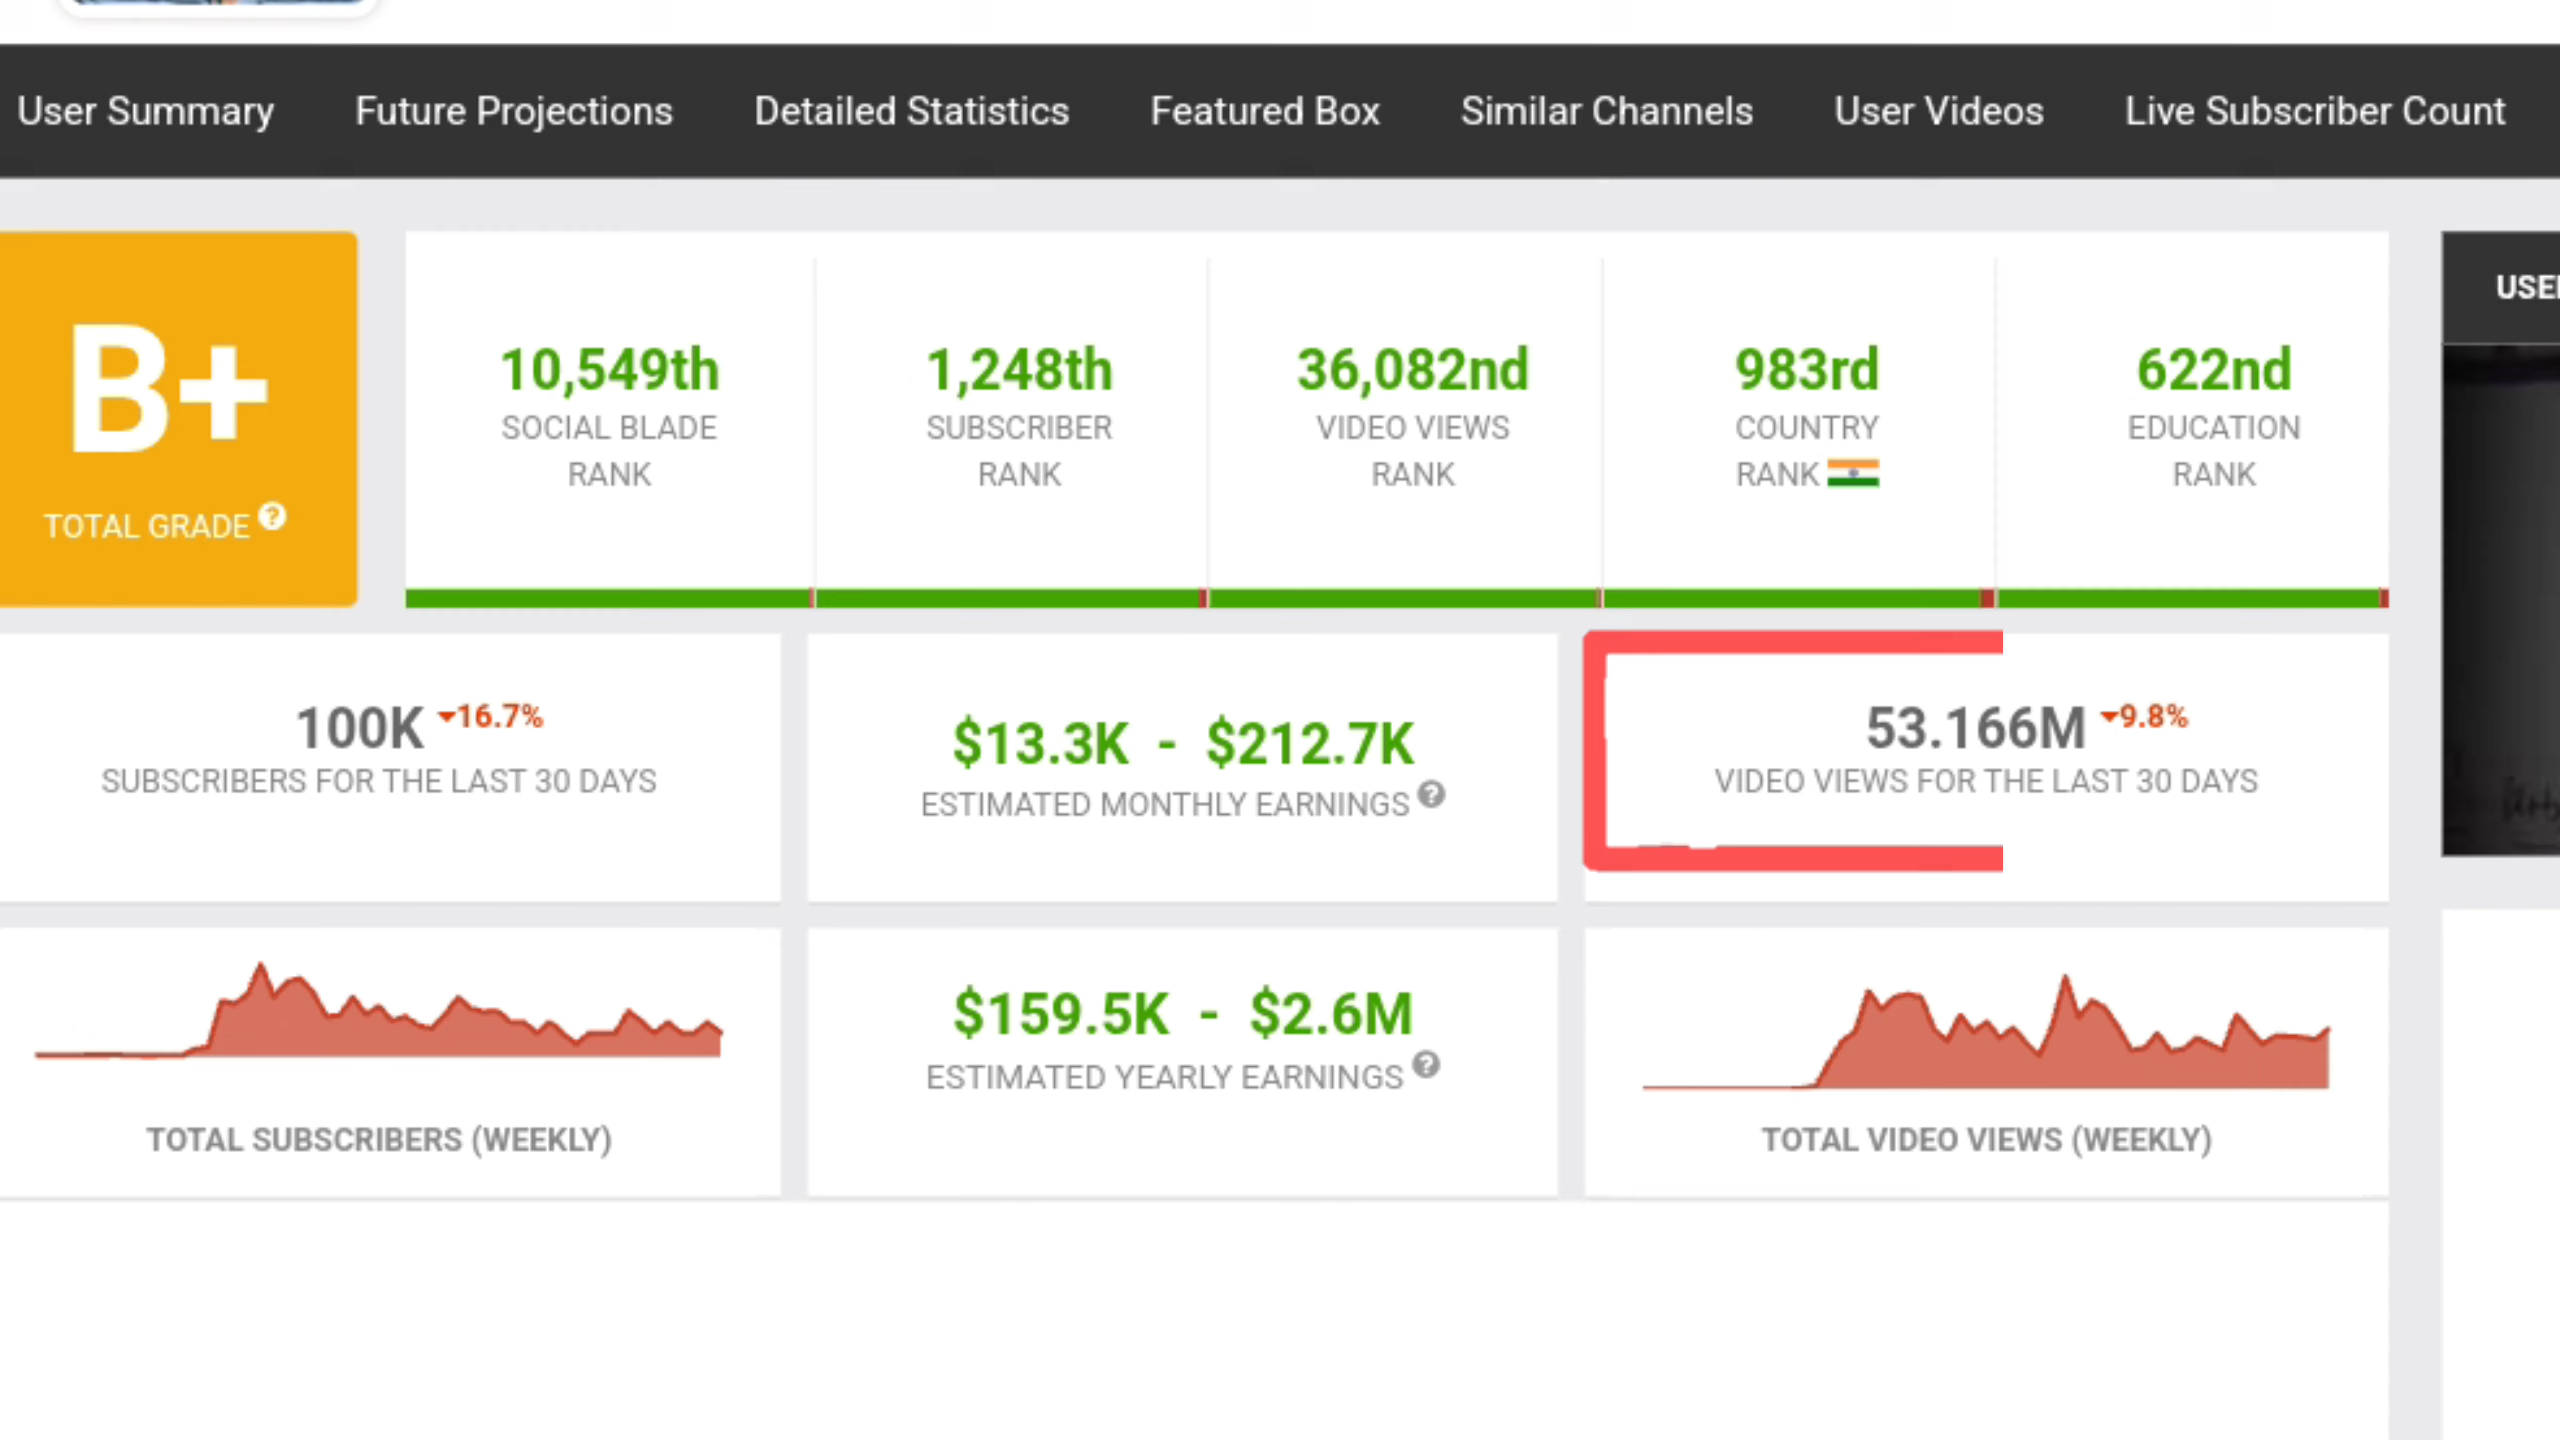 User Summary Future Projections Detailed Statistics Featured Box Similar Channels User Videos Live Subscriber Count
B+
TOTAL GRADE ?
10,549th
SOCIAL BLADE
RANK
1,248th
SUBSCRIBER
RANK
36,082nd
VIDEO VIEWS
RANK
983rd
COUNTRY
RANK
622nd
EDUCATION
RANK
100K 16.7%
SUBSCRIBERS FOR THE LAST 30 DAYS
$13.3K - $212.7K
ESTIMATED MONTHLY EARNINGS ?
53.166M 9.8%
VIDEO VIEWS FOR THE LAST 30 DAYS
TOTAL SUBSCRIBERS (WEEKLY)
$159.5K - $2.6M
ESTIMATED YEARLY EARNINGS ?
TOTAL VIDEO VIEWS (WEEKLY)